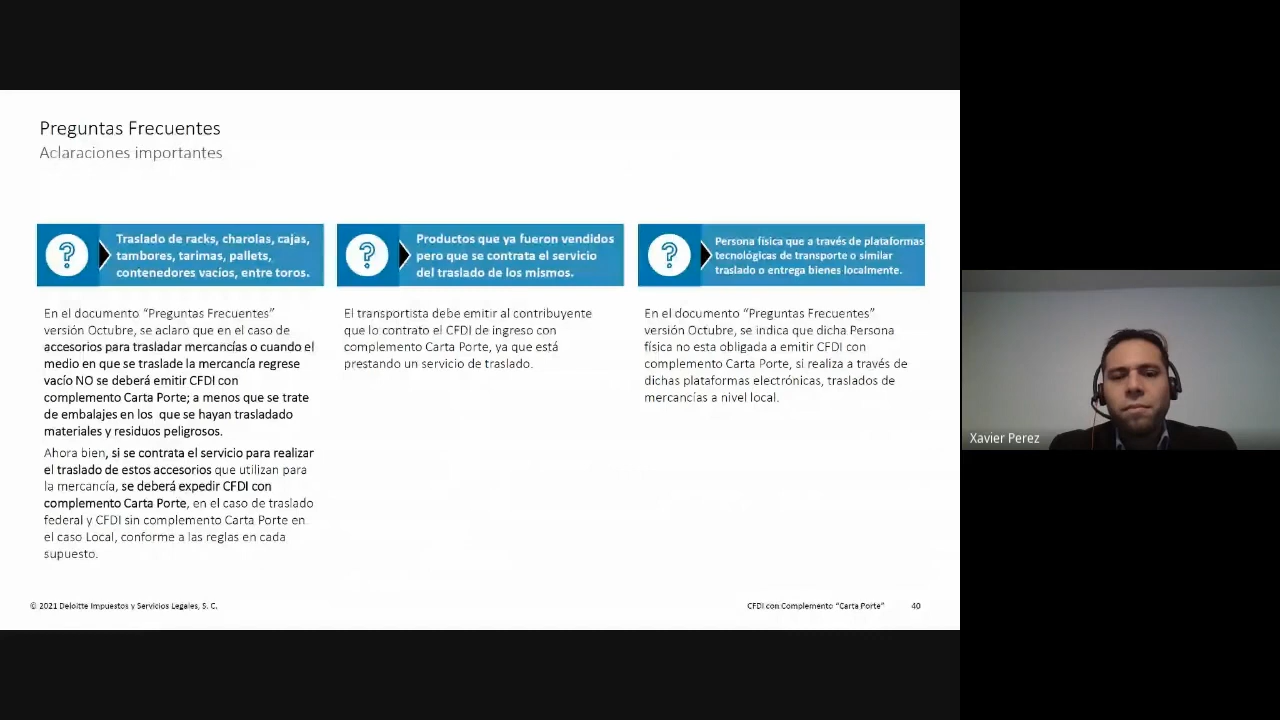 Preguntas Frecuentes
Aclaraciones importantes
Traslado de racks, charolas, cajas,
tambores, tarimas, pallets,
contenedores vacíos, entre toros.
En el documento “Preguntas Frecuentes”
versión Octubre, se aclaro que en el caso de
accesorios para trasladar mercancías o cuando el
medio en que se traslade la mercancía regrese
vacío NO se deberá emitir CFDI con
complemento Carta Porte; a menos que se trate
de embalajes en los que se hayan trasladado
materiales y residuos peligrosos.
Ahora bien, si se contrata el servicio para realizar
el traslado de estos accesorios que utilizan para
la mercancía, se deberá expedir CFDI con
complemento Carta Porte, en el caso de traslado
federal y CFDI sin complemento Carta Porte en
el caso Local, conforme a las reglas en cada
supuesto.
Productos que ya fueron vendidos
pero que se contrata el servicio
del traslado de los mismos.
El transportista debe emitir al contribuyente
que lo contrato el CFDI de ingreso con
complemento Carta Porte, ya que está
prestando un servicio de traslado.
Persona física que a través de plataformas
tecnológicas de transporte o similar
traslado o entrega bienes localmente.
En el documento “Preguntas Frecuentes”
versión Octubre, se indica que dicha Persona
física no esta obligada a emitir CFDI con
complemento Carta Porte, si realiza a través de
dichas plataformas electrónicas, traslados de
mercancías a nivel local.
© 2021 Deloitte Impuestos y Servicios Legales, S. C.
CFDI con Complemento “Carta Porte”
40
Xavier Perez